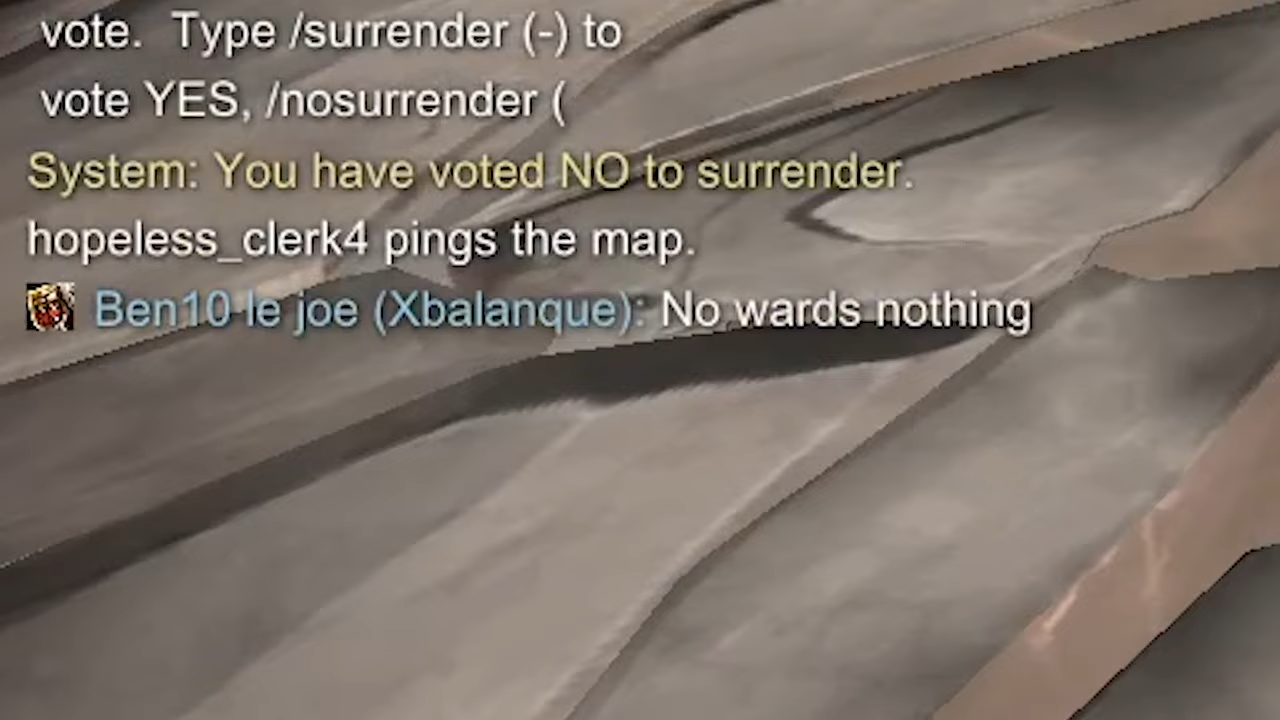 vote.  Type /surrender (-) to
vote YES, /nosurrender (
System: You have voted NO to surrender.
hopeless_clerk4 pings the map.
Ben10 le joe (Xbalanque): No wards nothing